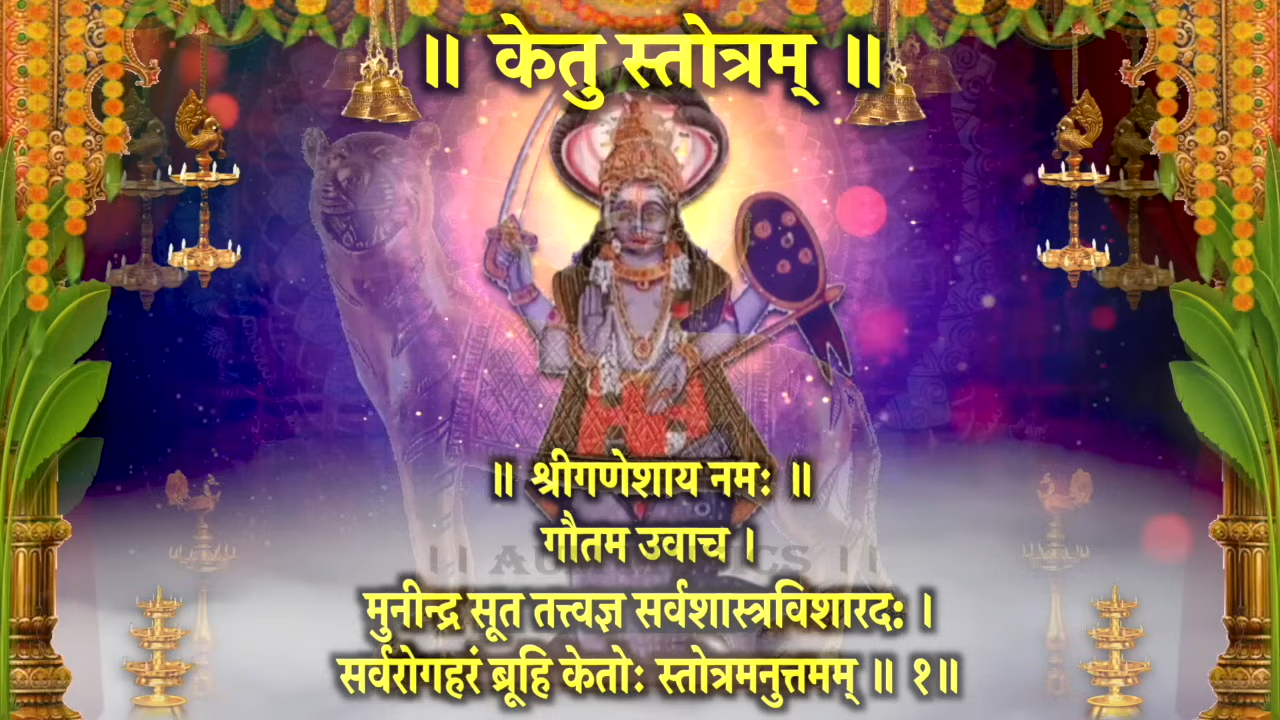 ॥ केतु स्तोत्रम् ॥
॥ श्रीगणेशाय नमः ॥
गौतम उवाच ।
मुनीन्द्र सूत तत्त्वज्ञ सर्वशास्त्रविशारदः ।
सर्वरोगहरं ब्रूहि केतोः स्तोत्रमनुत्तमम् ॥ १॥